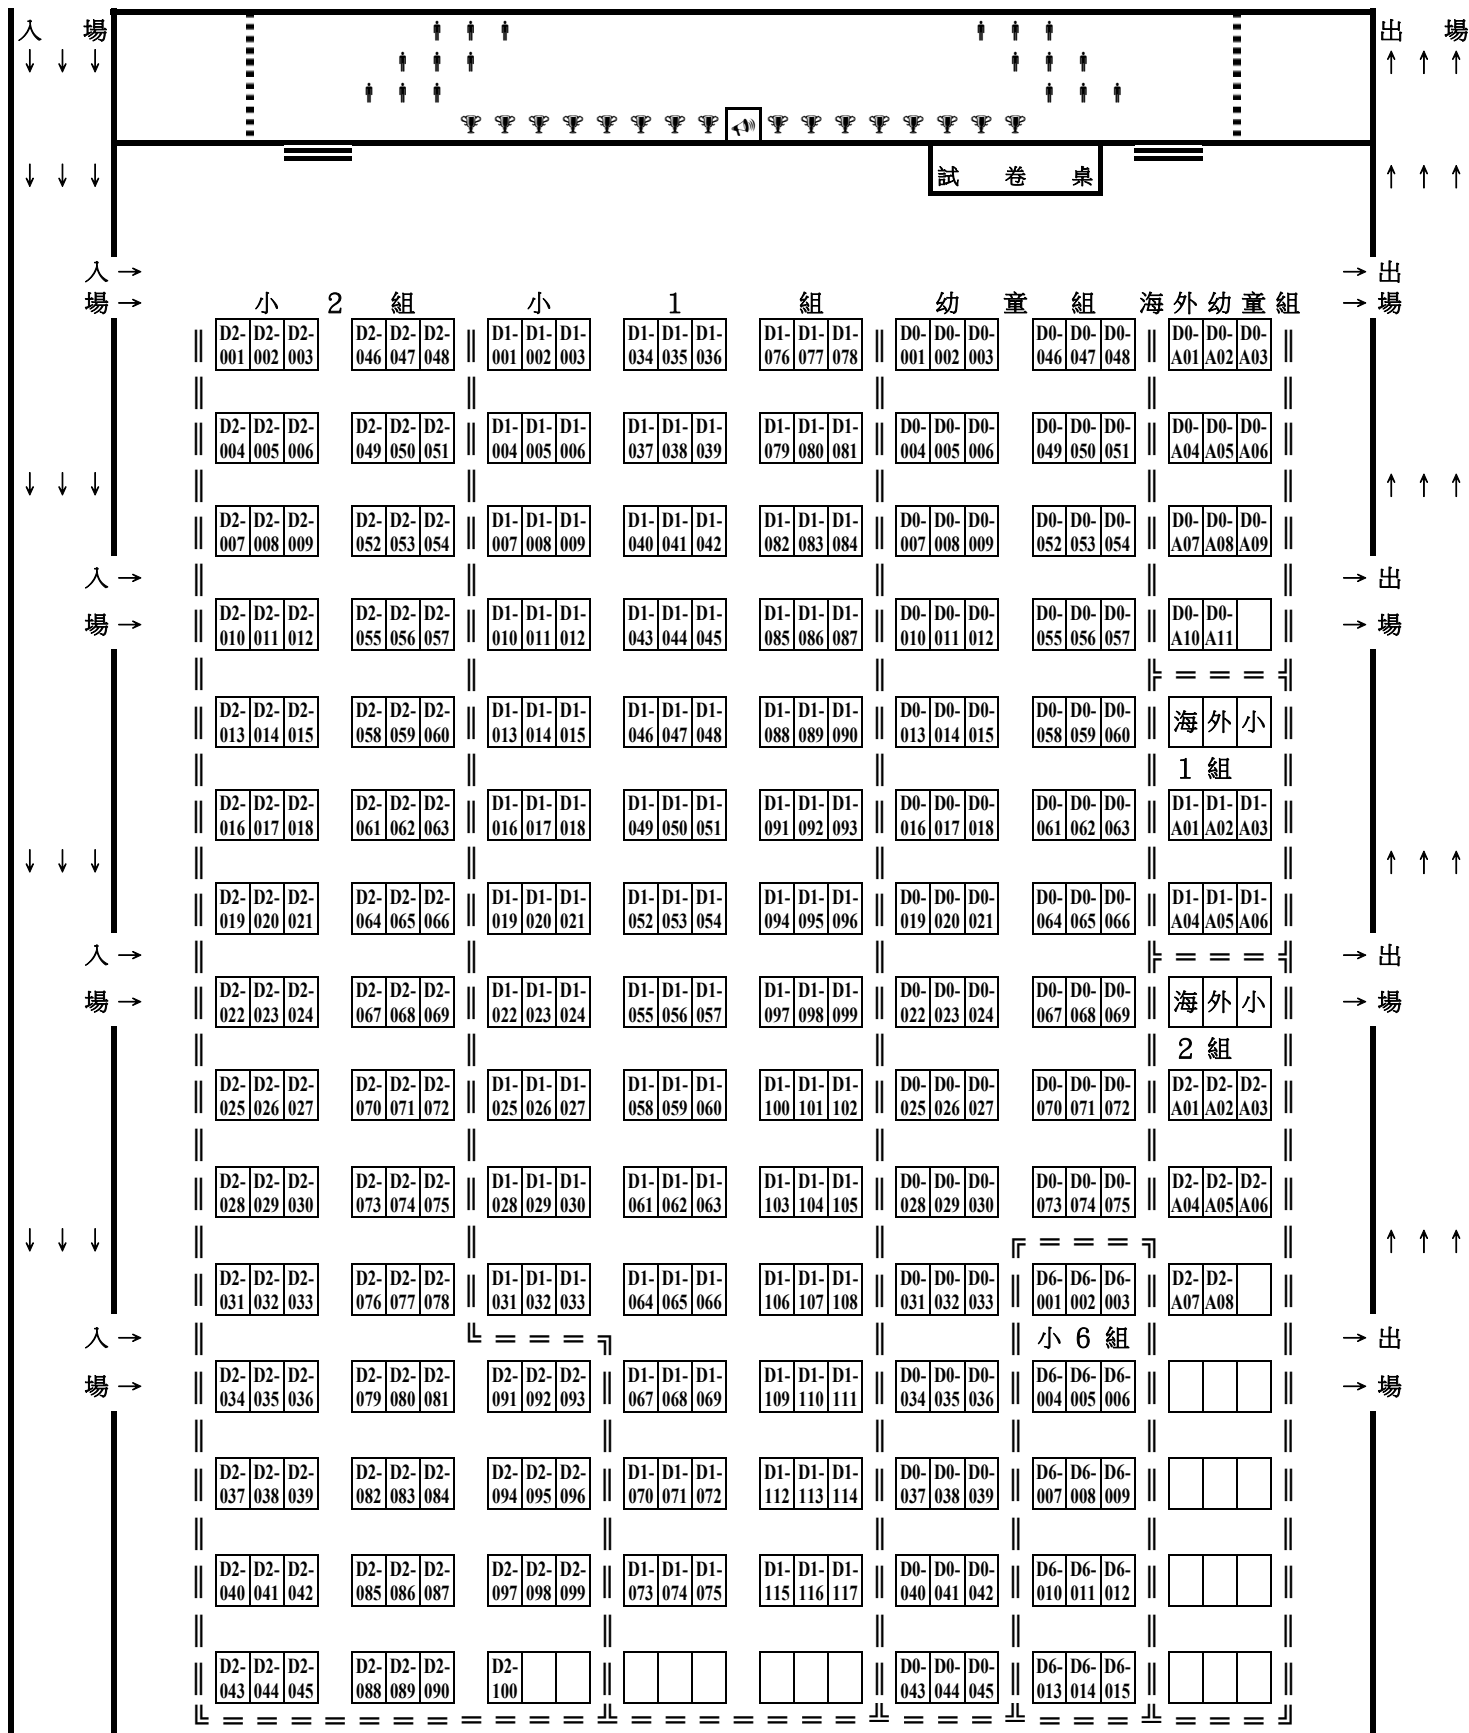 入 場 出 場
↓ ↓ ↓ ↑ ↑ ↑
↓ ↓ ↓ 試 卷 桌 ↑ ↑ ↑
入 → → 出
場 → 小 2 組 小 1 組 幼 童 組 海外幼童組 → 場
D2-001 D2-002 D2-003 D2-046 D2-047 D2-048 D1-001 D1-002 D1-003 D1-034 D1-035 D1-036 D1-076 D1-077 D1-078 D0-001 D0-002 D0-003 D0-046 D0-047 D0-048 D0-A01 D0-A02 D0-A03
D2-004 D2-005 D2-006 D2-049 D2-050 D2-051 D1-004 D1-005 D1-006 D1-037 D1-038 D1-039 D1-079 D1-080 D1-081 D0-004 D0-005 D0-006 D0-049 D0-050 D0-051 D0-A04 D0-A05 D0-A06
↓ ↓ ↓ ↑ ↑ ↑
D2-007 D2-008 D2-009 D2-052 D2-053 D2-054 D1-007 D1-008 D1-009 D1-040 D1-041 D1-042 D1-082 D1-083 D1-084 D0-007 D0-008 D0-009 D0-052 D0-053 D0-054 D0-A07 D0-A08 D0-A09
入 → → 出
場 → D2-010 D2-011 D2-012 D2-055 D2-056 D2-057 D1-010 D1-011 D1-012 D1-043 D1-044 D1-045 D1-085 D1-086 D1-087 D0-010 D0-011 D0-012 D0-055 D0-056 D0-057 D0-A10 D0-A11 → 場
D2-013 D2-014 D2-015 D2-058 D2-059 D2-060 D1-013 D1-014 D1-015 D1-046 D1-047 D1-048 D1-088 D1-089 D1-090 D0-013 D0-014 D0-015 D0-058 D0-059 D0-060 海 外 小
1 組
D2-016 D2-017 D2-018 D2-061 D2-062 D2-063 D1-016 D1-017 D1-018 D1-049 D1-050 D1-051 D1-091 D1-092 D1-093 D0-016 D0-017 D0-018 D0-061 D0-062 D0-063 D1-A01 D1-A02 D1-A03
↓ ↓ ↓ ↑ ↑ ↑
D2-019 D2-020 D2-021 D2-064 D2-065 D2-066 D1-019 D1-020 D1-021 D1-052 D1-053 D1-054 D1-094 D1-095 D1-096 D0-019 D0-020 D0-021 D0-064 D0-065 D0-066 D1-A04 D1-A05 D1-A06
入 → → 出
場 → D2-022 D2-023 D2-024 D2-067 D2-068 D2-069 D1-022 D1-023 D1-024 D1-055 D1-056 D1-057 D1-097 D1-098 D1-099 D0-022 D0-023 D0-024 D0-067 D0-068 D0-069 海 外 小 → 場
2 組
D2-025 D2-026 D2-027 D2-070 D2-071 D2-072 D1-025 D1-026 D1-027 D1-058 D1-059 D1-060 D1-100 D1-101 D1-102 D0-025 D0-026 D0-027 D0-070 D0-071 D0-072 D2-A01 D2-A02 D2-A03
D2-028 D2-029 D2-030 D2-073 D2-074 D2-075 D1-028 D1-029 D1-030 D1-061 D1-062 D1-063 D1-103 D1-104 D1-105 D0-028 D0-029 D0-030 D0-073 D0-074 D0-075 D2-A04 D2-A05 D2-A06
↓ ↓ ↓ ↑ ↑ ↑
D2-031 D2-032 D2-033 D2-076 D2-077 D2-078 D1-031 D1-032 D1-033 D1-064 D1-065 D1-066 D1-106 D1-107 D1-108 D0-031 D0-032 D0-033 D6-001 D6-002 D6-003 D2-A07 D2-A08
入 → 小 6 組 → 出
場 → D2-034 D2-035 D2-036 D2-079 D2-080 D2-081 D2-091 D2-092 D2-093 D1-067 D1-068 D1-069 D1-109 D1-110 D1-111 D0-034 D0-035 D0-036 D6-004 D6-005 D6-006 → 場
D2-037 D2-038 D2-039 D2-082 D2-083 D2-084 D2-094 D2-095 D2-096 D1-070 D1-071 D1-072 D1-112 D1-113 D1-114 D0-037 D0-038 D0-039 D6-007 D6-008 D6-009
D2-040 D2-041 D2-042 D2-085 D2-086 D2-087 D2-097 D2-098 D2-099 D1-073 D1-074 D1-075 D1-115 D1-116 D1-117 D0-040 D0-041 D0-042 D6-010 D6-011 D6-012
D2-043 D2-044 D2-045 D2-088 D2-089 D2-090 D2-100 D0-043 D0-044 D0-045 D6-013 D6-014 D6-015